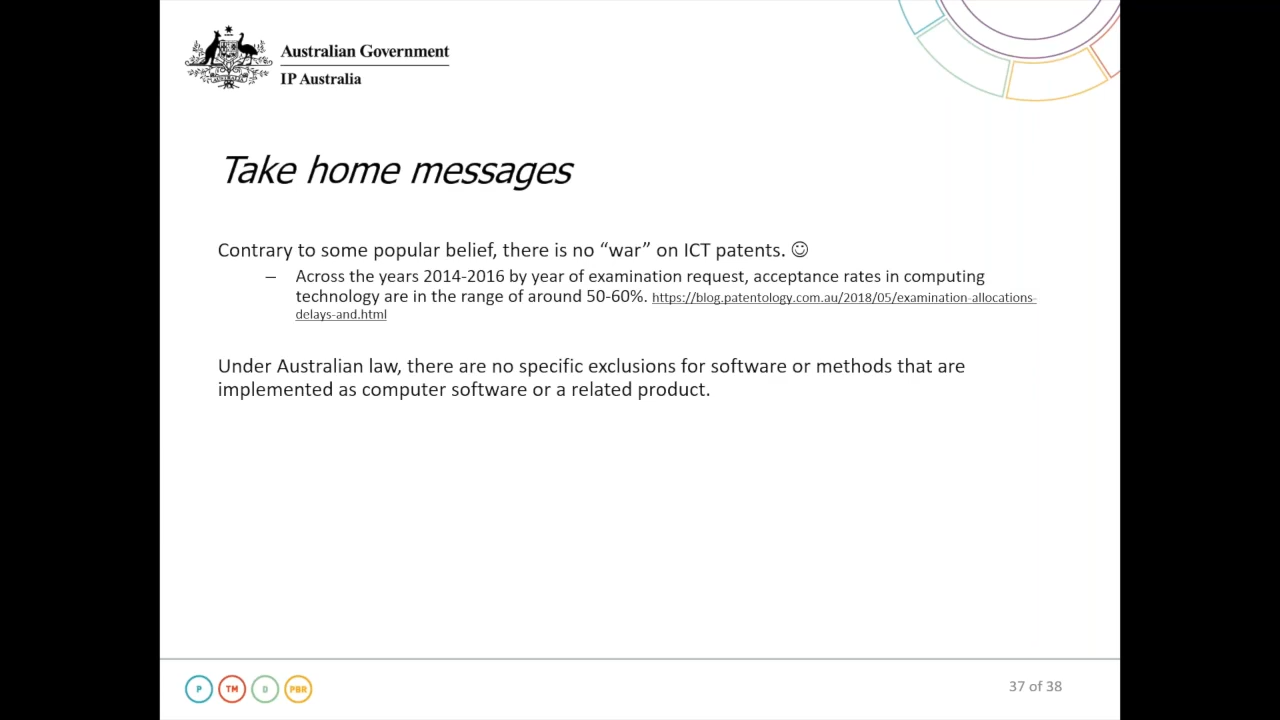 Australian Government
IP Australia
Take home messages
Contrary to some popular belief, there is no “war” on ICT patents. ☺
– Across the years 2014-2016 by year of examination request, acceptance rates in computing
technology are in the range of around 50-60%. https://blog.patentology.com.au/2018/05/examination-allocations-
delays-and.html
Under Australian law, there are no specific exclusions for software or methods that are
implemented as computer software or a related product.
P TM D PBR
37 of 38